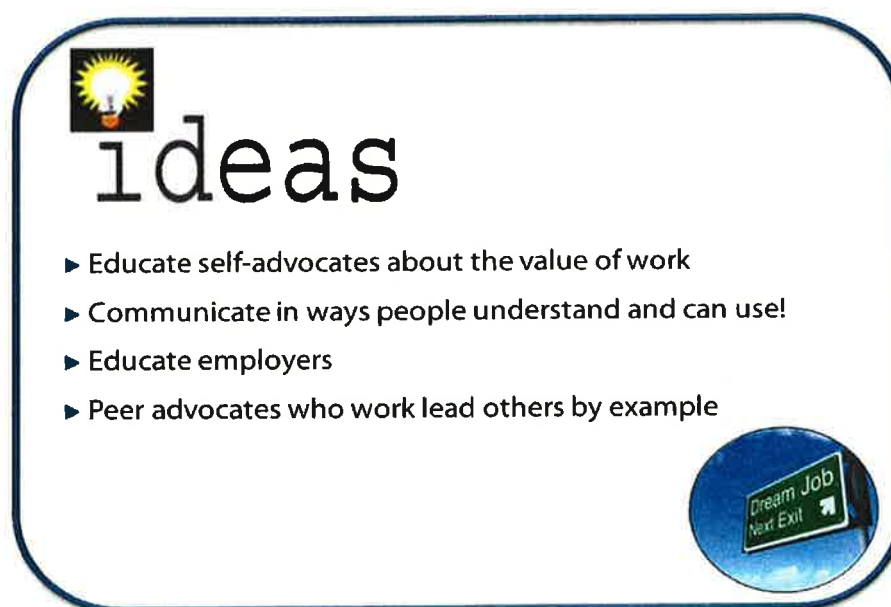 ideas
▶ Educate self-advocates about the value of work
▶ Communicate in ways people understand and can use!
▶ Educate employers
▶ Peer advocates who work lead others by example
Dream Job
Next Exit